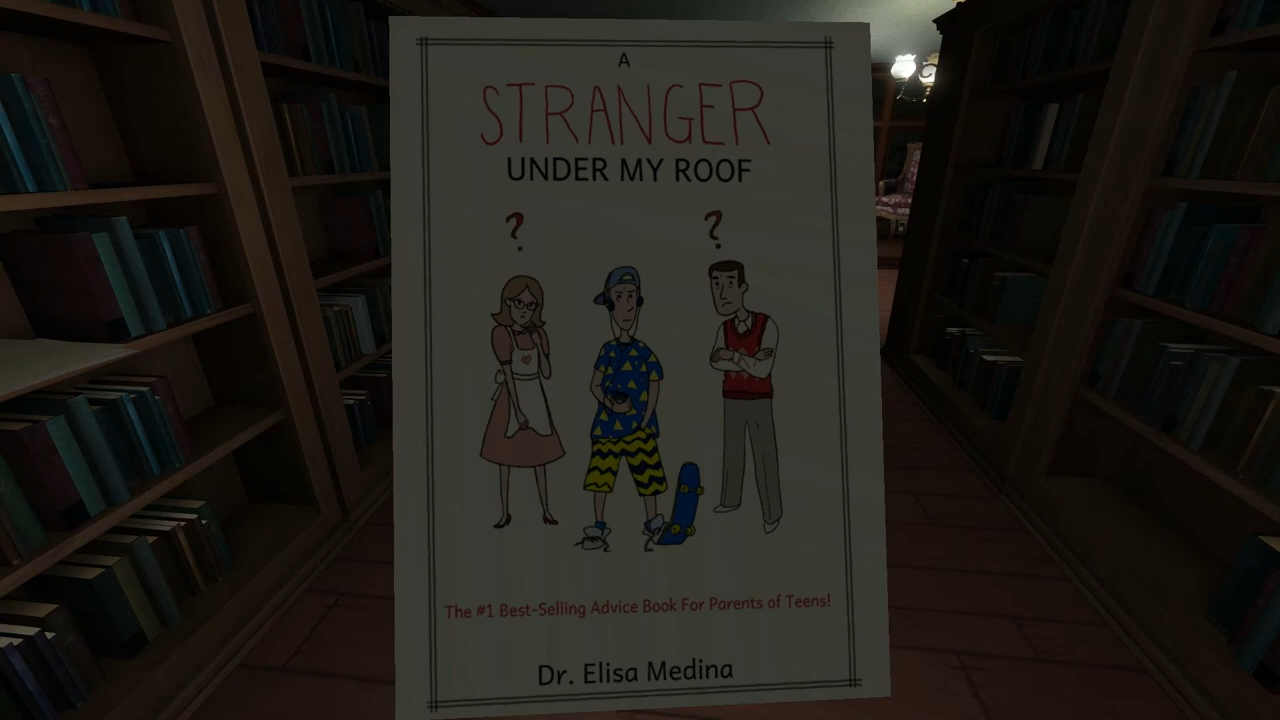 A
STRANGER
UNDER MY ROOF
? ?
The #1 Best-Selling Advice Book For Parents of Teens!
Dr. Elisa Medina